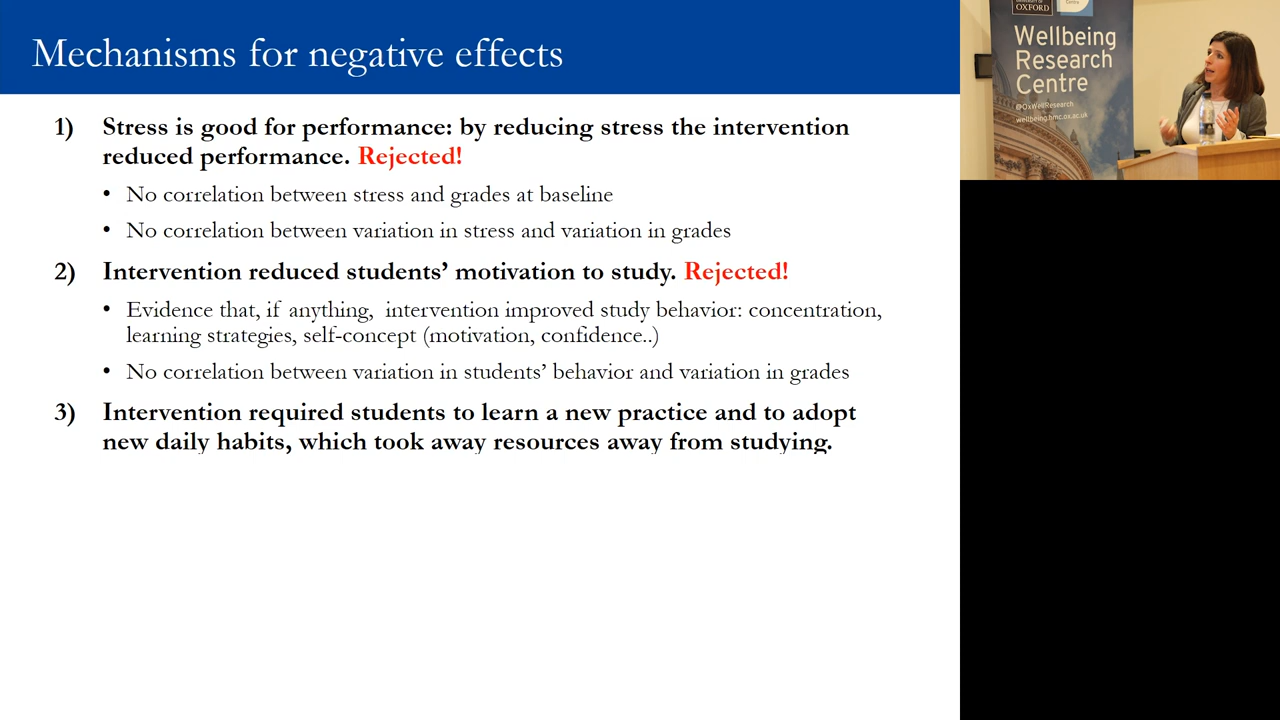 Mechanisms for negative effects
1) Stress is good for performance: by reducing stress the intervention
reduced performance. Rejected!
• No correlation between stress and grades at baseline
• No correlation between variation in stress and variation in grades
2) Intervention reduced students’ motivation to study. Rejected!
• Evidence that, if anything, intervention improved study behavior: concentration,
learning strategies, self-concept (motivation, confidence..)
• No correlation between variation in students’ behavior and variation in grades
3) Intervention required students to learn a new practice and to adopt
new daily habits, which took away resources away from studying.
OXFORD
Centre
Wellbeing
Research
Centre
@OxWellResearch
wellbeing.hmc.ox.ac.uk